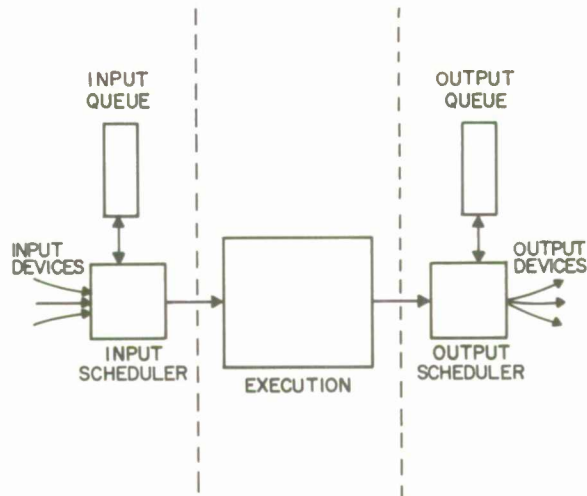 INPUT
QUEUE
OUTPUT
QUEUE
INPUT
DEVICES
OUTPUT
DEVICES
INPUT
SCHEDULER
EXECUTION
OUTPUT
SCHEDULER